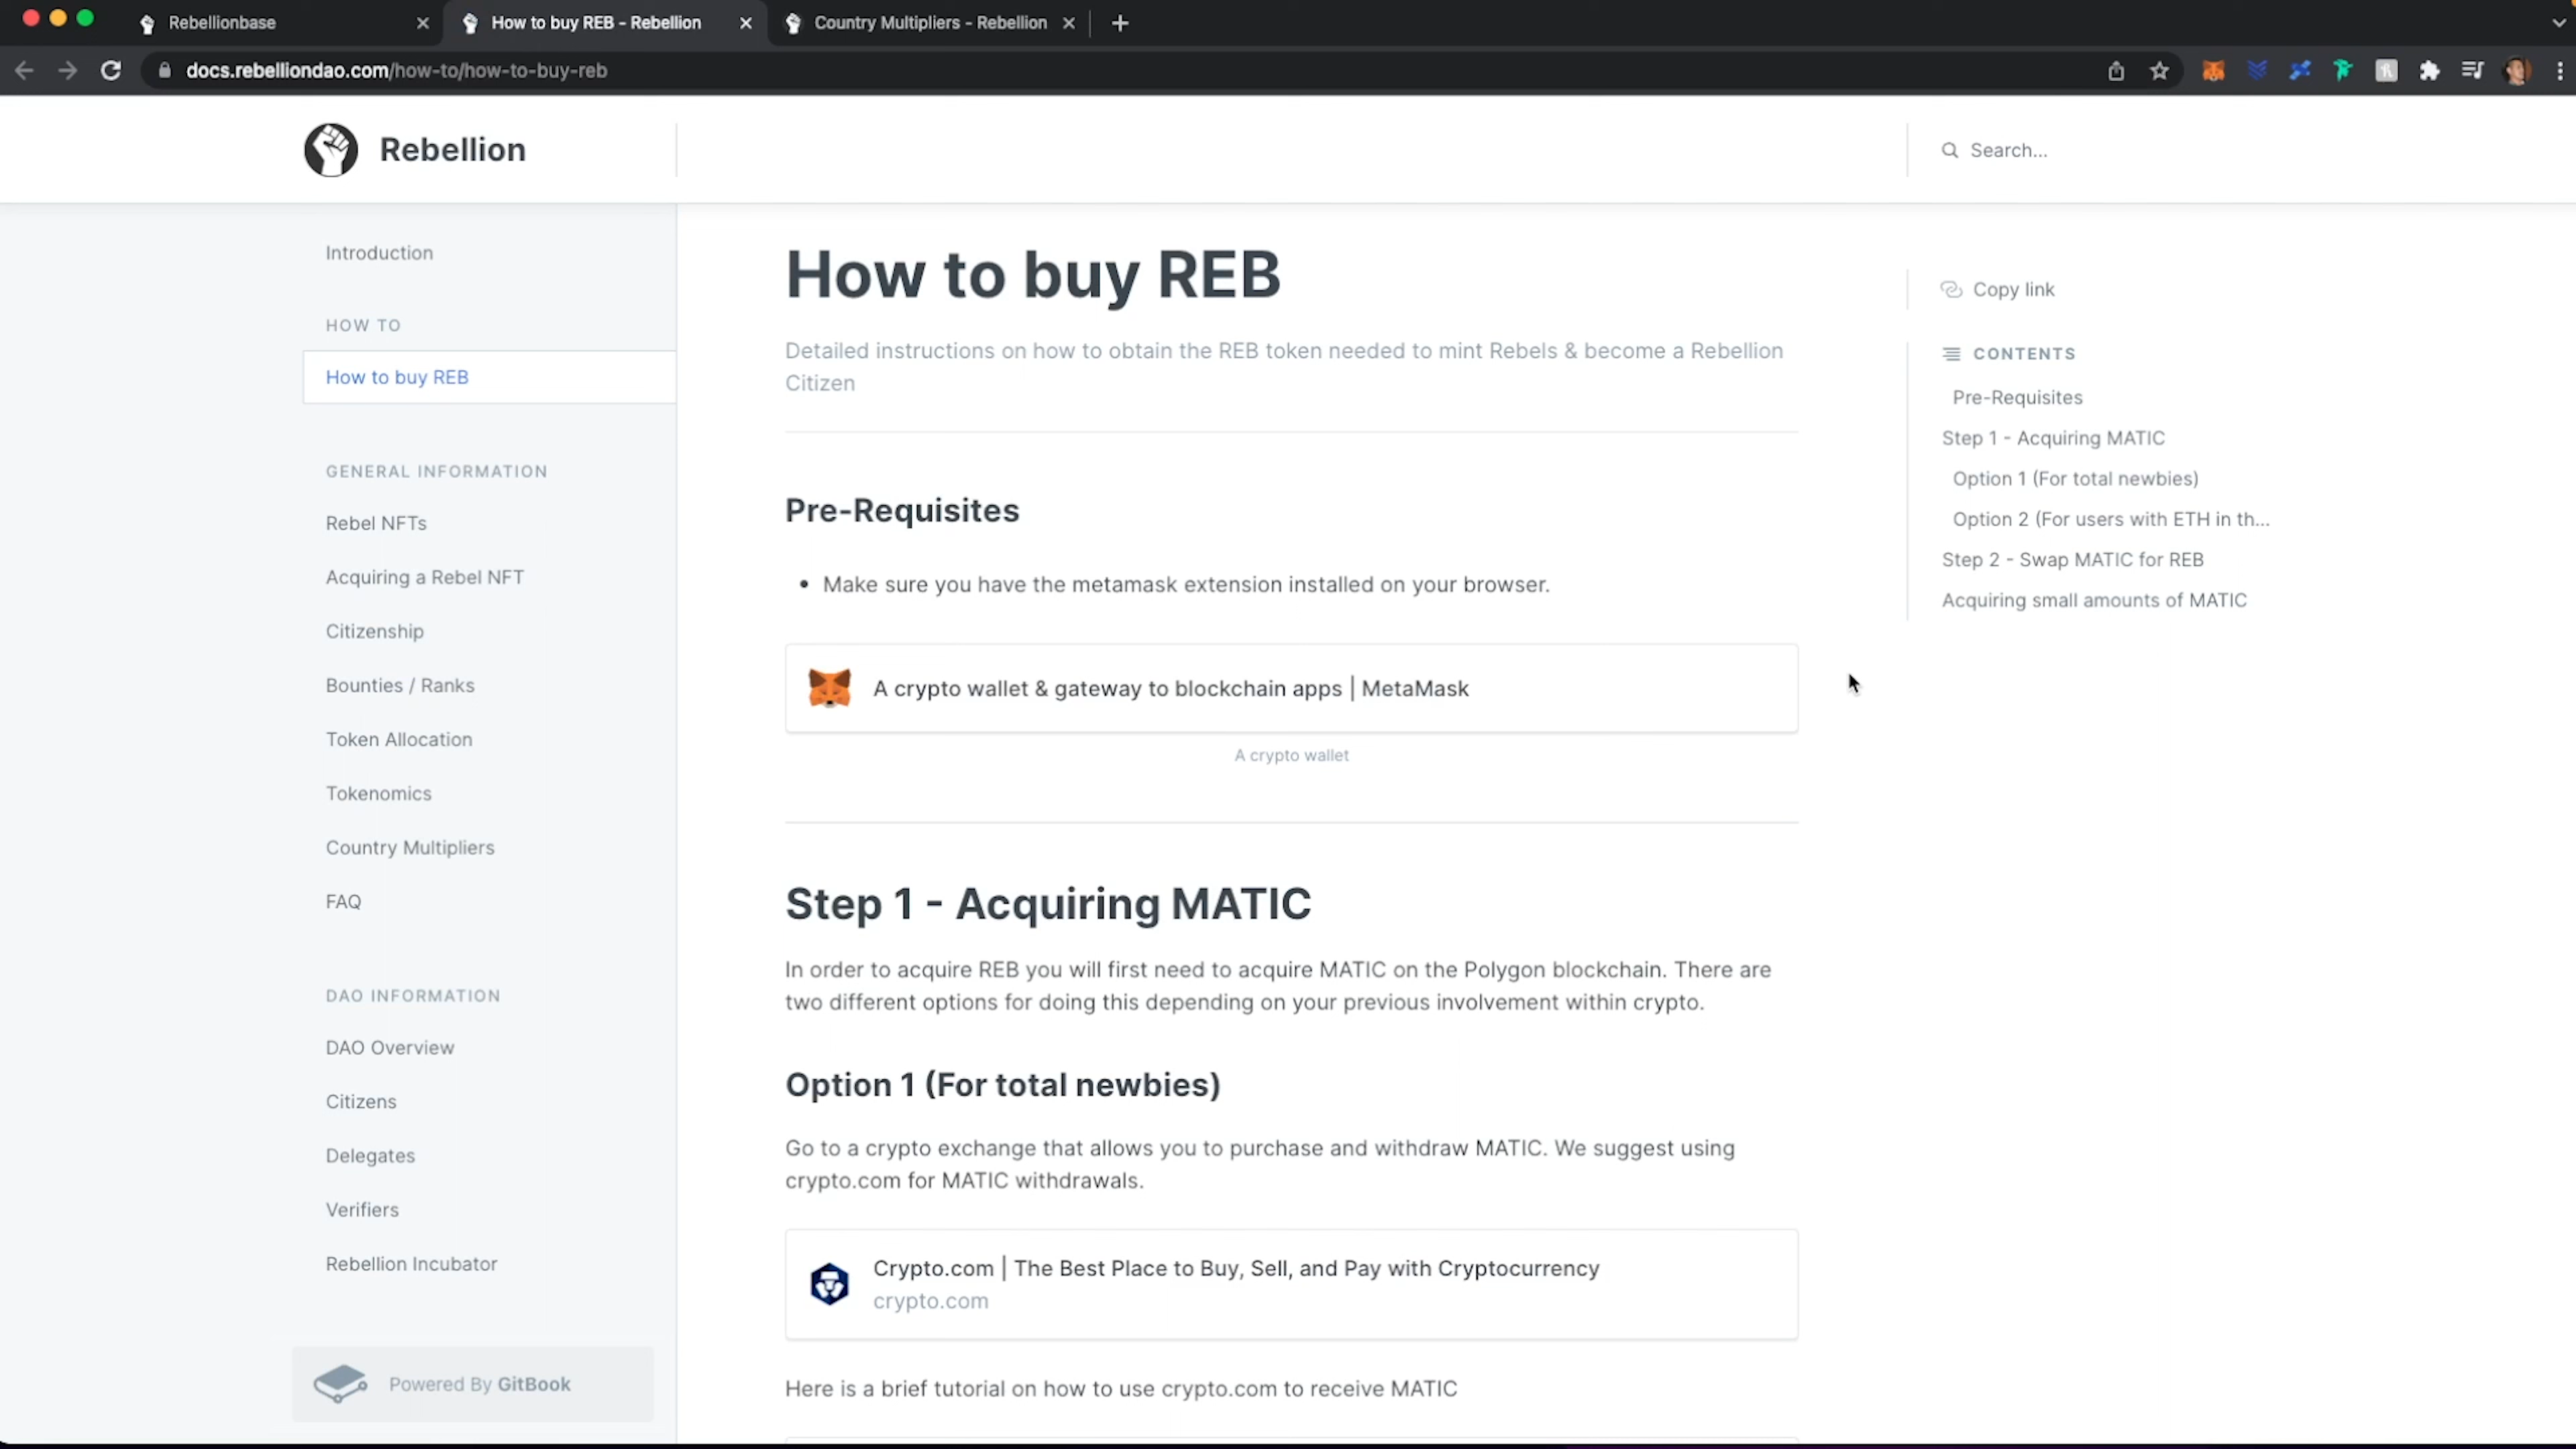 Rebellionbase
How to buy REB - Rebellion
Country Multipliers - Rebellion
docs.rebelliondao.com/how-to/how-to-buy-reb
Rebellion
Search...
Introduction
HOW TO
How to buy REB
GENERAL INFORMATION
Rebel NFTs
Acquiring a Rebel NFT
Citizenship
Bounties / Ranks
Token Allocation
Tokenomics
Country Multipliers
FAQ
DAO INFORMATION
DAO Overview
Citizens
Delegates
Verifiers
Rebellion Incubator
Powered By GitBook
How to buy REB
Detailed instructions on how to obtain the REB token needed to mint Rebels & become a Rebellion
Citizen
Pre-Requisites
Make sure you have the metamask extension installed on your browser.
A crypto wallet & gateway to blockchain apps | MetaMask
A crypto wallet
Step 1 - Acquiring MATIC
In order to acquire REB you will first need to acquire MATIC on the Polygon blockchain. There are
two different options for doing this depending on your previous involvement within crypto.
Option 1 (For total newbies)
Go to a crypto exchange that allows you to purchase and withdraw MATIC. We suggest using
crypto.com for MATIC withdrawals.
Crypto.com | The Best Place to Buy, Sell, and Pay with Cryptocurrency
crypto.com
Here is a brief tutorial on how to use crypto.com to receive MATIC
Copy link
CONTENTS
Pre-Requisites
Step 1 - Acquiring MATIC
Option 1 (For total newbies)
Option 2 (For users with ETH in th...
Step 2 - Swap MATIC for REB
Acquiring small amounts of MATIC